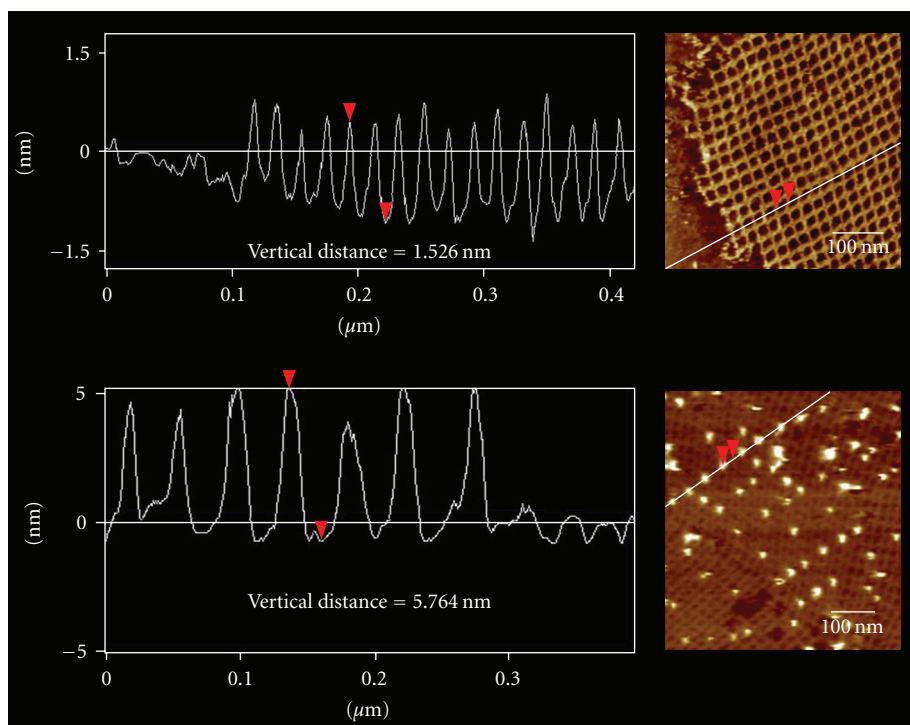 1.5
(nm)
0
−1.5
Vertical distance = 1.526 nm
0
0.1
0.2
0.3
0.4
(μm)
100 nm
5
(nm)
0
Vertical distance = 5.764 nm
−5
0
0.1
0.2
0.3
(μm)
100 nm